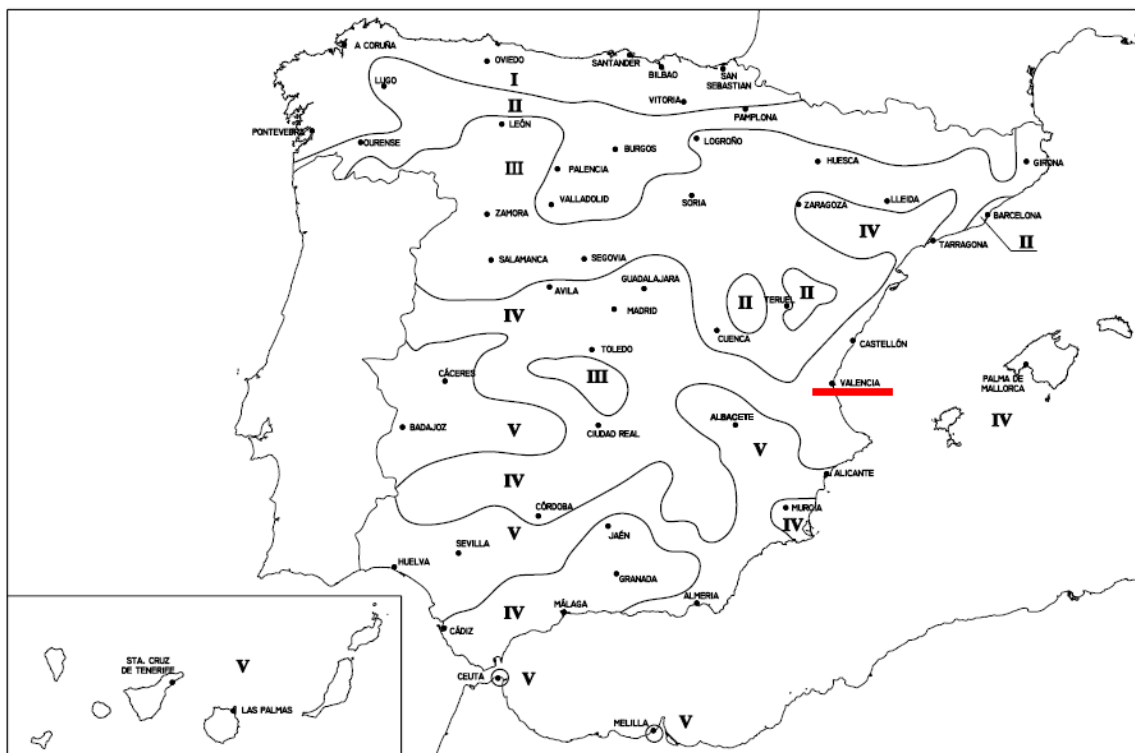 A CORUÑA
OVIEDO
SANTANDER
BILBAO
SAN
SEBASTIAN
LUGO
I
VITORIA
II
PAMPLONA
PONTEVEDRA
LEÓN
OURENSE
LOGROÑO
BURGOS
HUESCA
GIRONA
III
PALENCIA
VALLADOLID
SORIA
ZARAGOZA
LLEIDA
BARCELONA
ZAMORA
IV
TARRAGONA
II
SALAMANCA
SEGOVIA
GUADALAJARA
AVILA
II
TERUEL
II
IV
MADRID
CUENCA
CASTELLÓN
TOLEDO
CÁCERES
III
VALENCIA
PALMA DE
MALLORCA
IV
ALBACETE
BADAJOZ
V
CIUDAD REAL
V
ALICANTE
IV
CÓRDOBA
MURCIA
IV
V
JAÉN
SEVILLA
HUELVA
GRANADA
ALMERIA
IV
MÁLAGA
CÁDIZ
STA. CRUZ
DE TENERIFE
V
CEUTA
V
LAS PALMAS
MELILLA
V